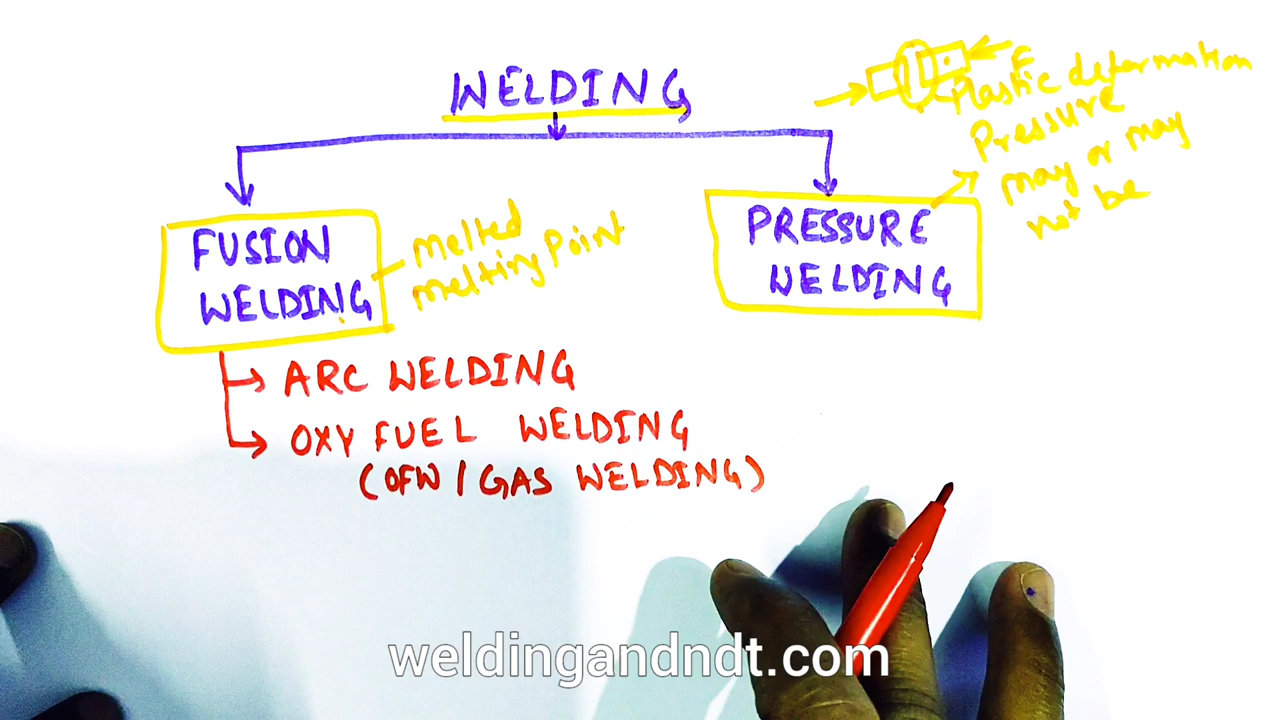 WELDING
F
Plastic deformation
Pressure
may or may
not be
FUSION
WELDING
melted
melting point
PRESSURE
WELDING
ARC WELDING
OXY FUEL WELDING
(OFW / GAS WELDING)
weldingandndt.com